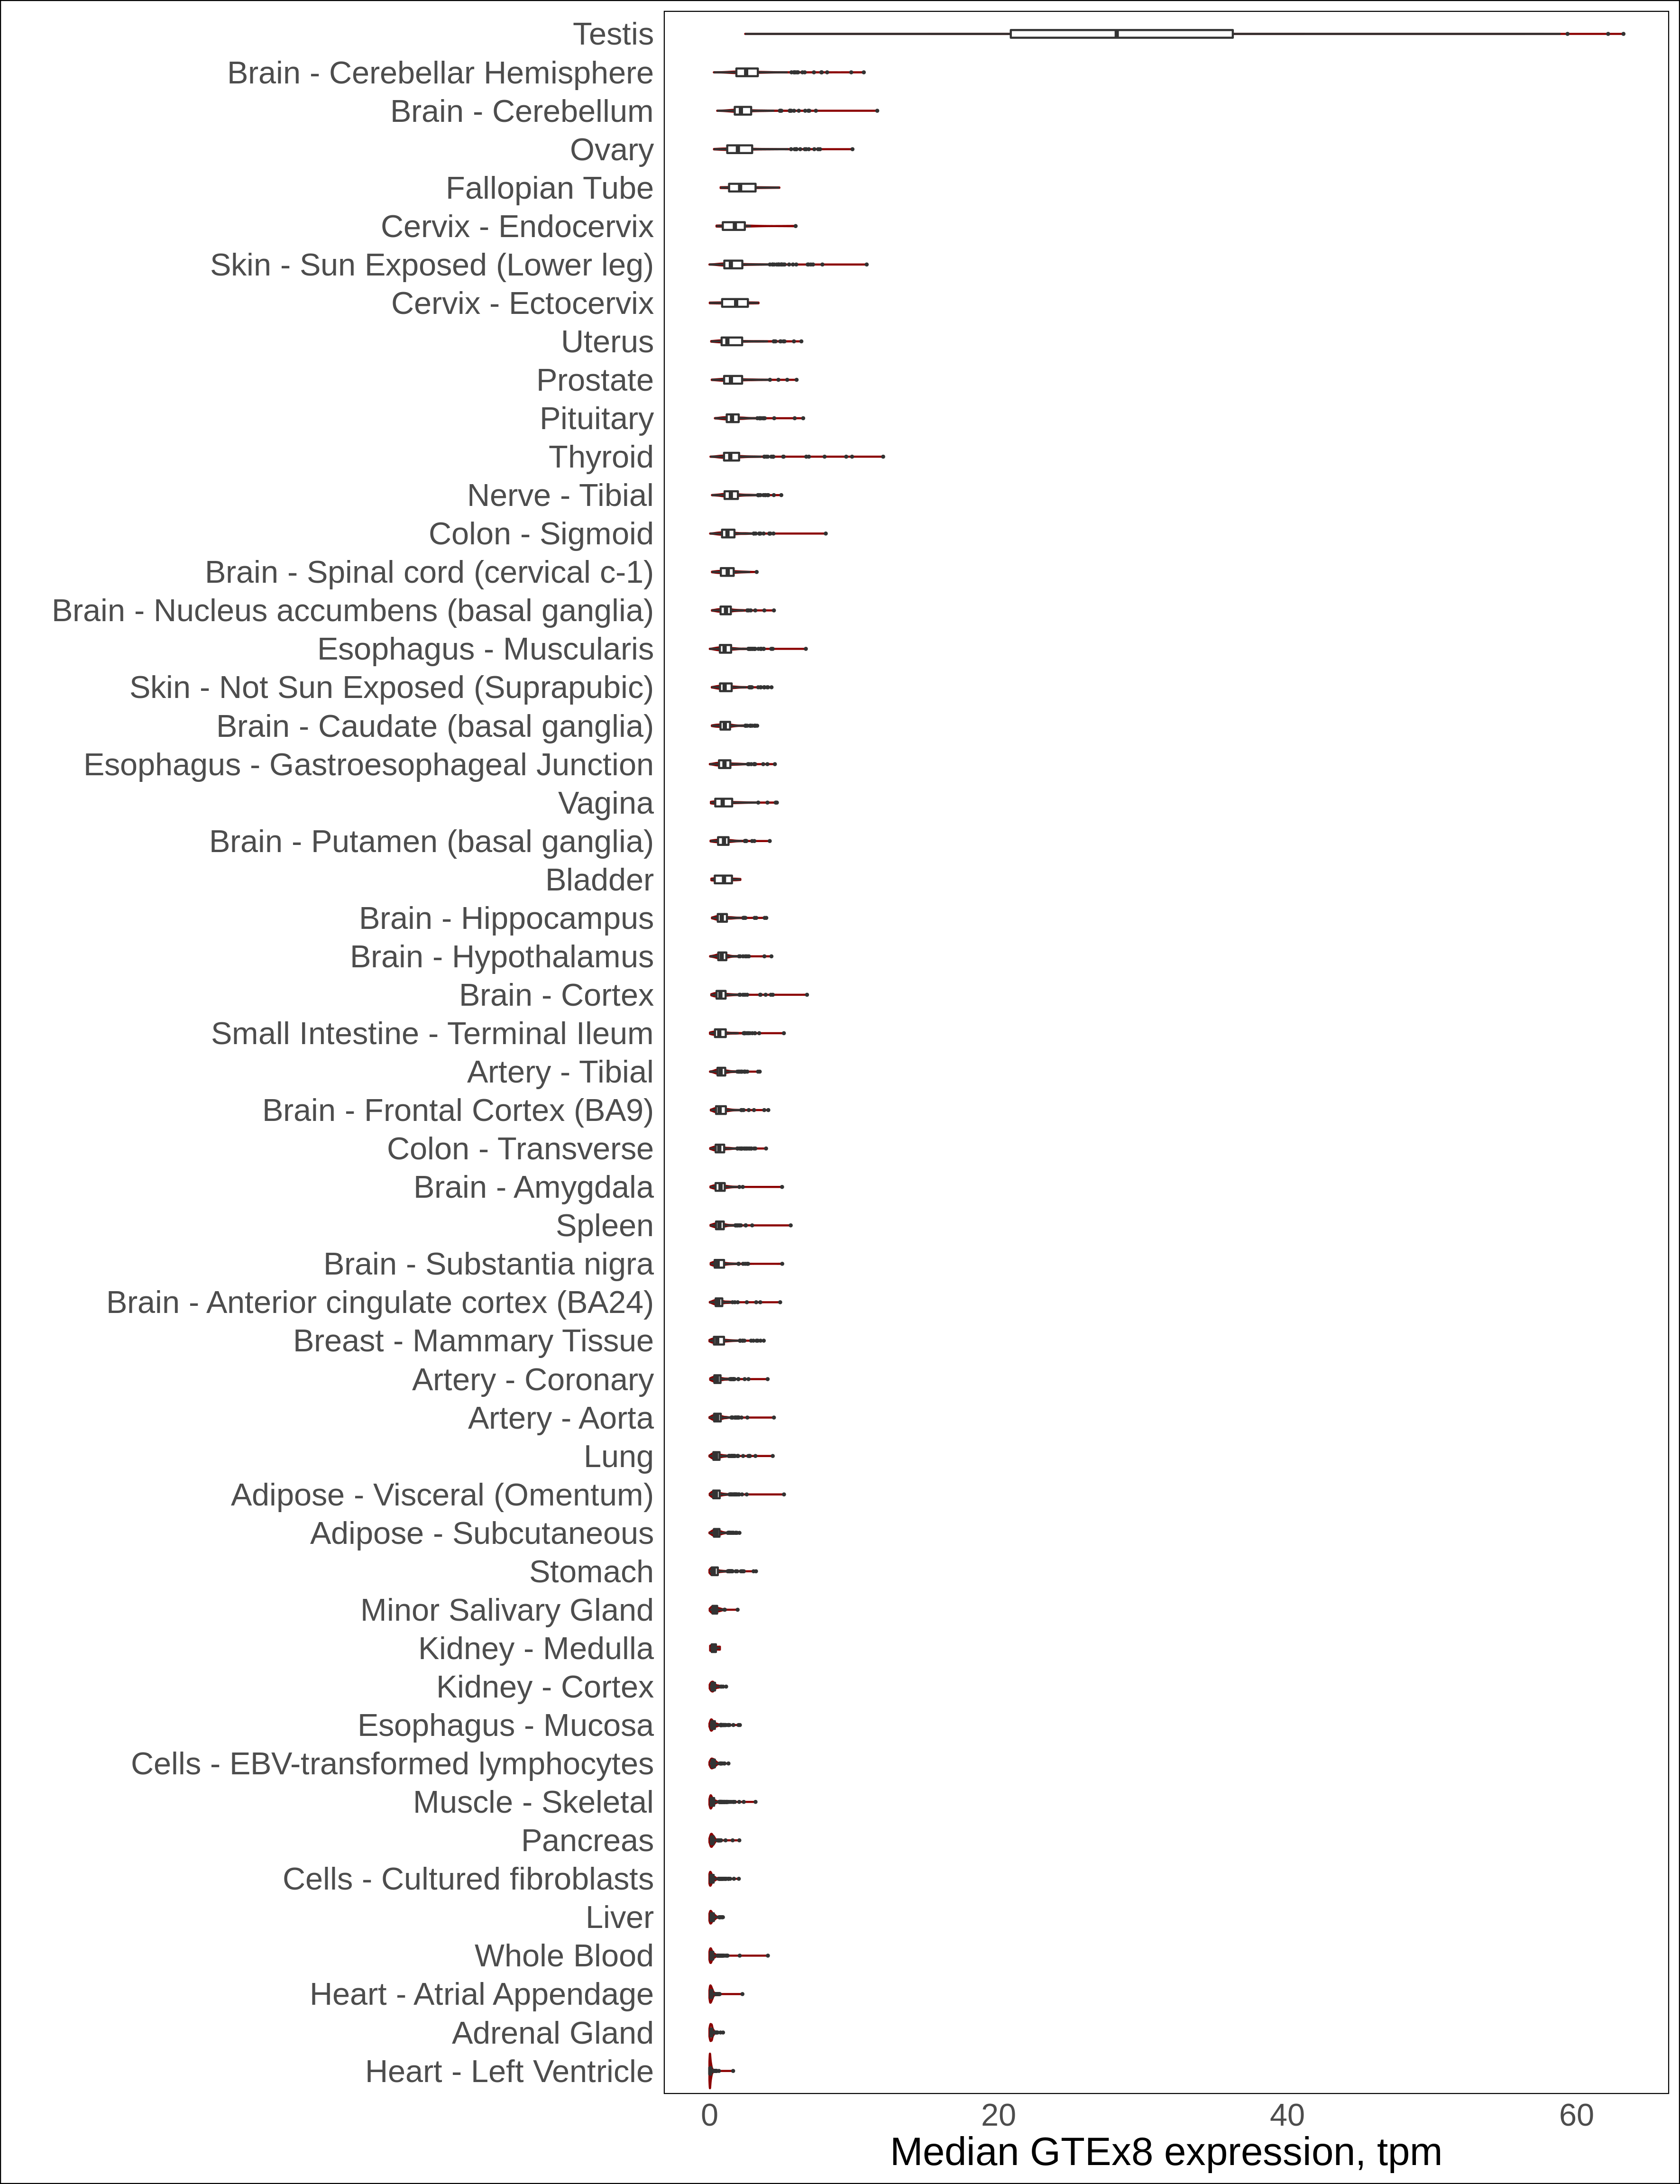 Testis
Brain - Cerebellar Hemisphere
Brain - Cerebellum
Ovary
Fallopian Tube
Cervix - Endocervix
Skin - Sun Exposed (Lower leg)
Cervix - Ectocervix
Uterus
Prostate
Pituitary
Thyroid
Nerve - Tibial
Colon - Sigmoid
Brain - Spinal cord (cervical c-1)
Brain - Nucleus accumbens (basal ganglia)
Esophagus - Muscularis
Skin - Not Sun Exposed (Suprapubic)
Brain - Caudate (basal ganglia)
Esophagus - Gastroesophageal Junction
Vagina
Brain - Putamen (basal ganglia)
Bladder
Brain - Hippocampus
Brain - Hypothalamus
Brain - Cortex
Small Intestine - Terminal Ileum
Artery - Tibial
Brain - Frontal Cortex (BA9)
Colon - Transverse
Brain - Amygdala
Spleen
Brain - Substantia nigra
Brain - Anterior cingulate cortex (BA24)
Breast - Mammary Tissue
Artery - Coronary
Artery - Aorta
Lung
Adipose - Visceral (Omentum)
Adipose - Subcutaneous
Stomach
Minor Salivary Gland
Kidney - Medulla
Kidney - Cortex
Esophagus - Mucosa
Cells - EBV-transformed lymphocytes
Muscle - Skeletal
Pancreas
Cells - Cultured fibroblasts
Liver
Whole Blood
Heart - Atrial Appendage
Adrenal Gland
Heart - Left Ventricle
0 20 40 60
Median GTEx8 expression, tpm